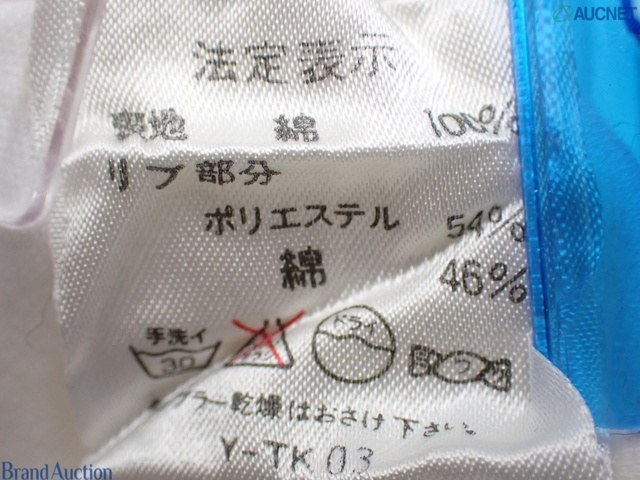 AUCNET
法定表示
表地 綿 100%
リブ部分
ポリエステル 54%
綿 46%
手洗イ ドライ
30
タンブラー乾燥はおさけ下さい
Y-TK 03
Brand Auction